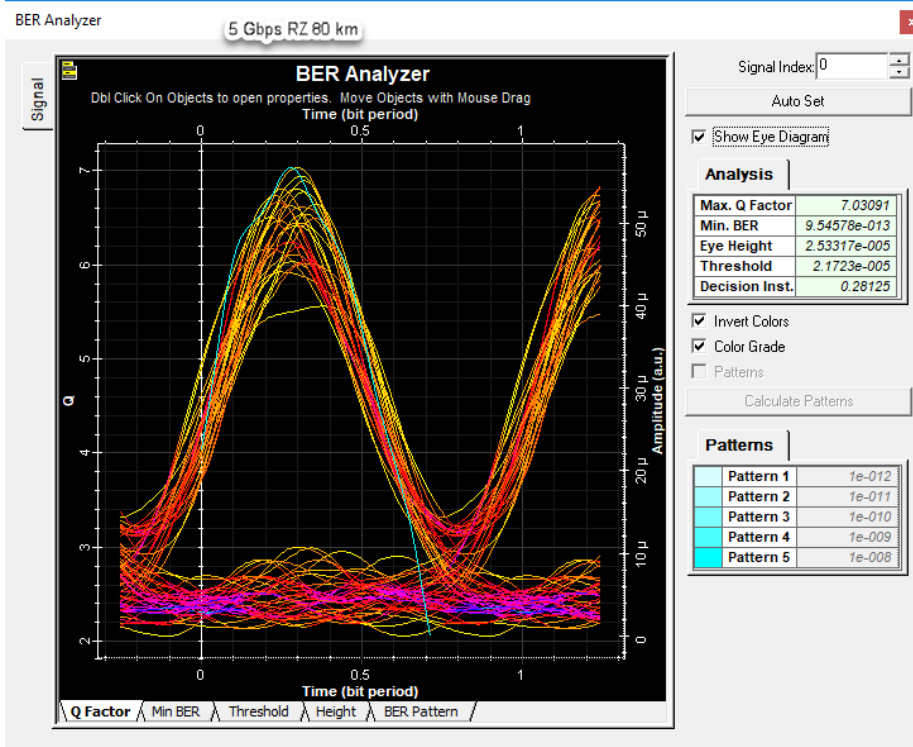 BER Analyzer
5 Gbps RZ 80 km
Signal
BER Analyzer
Dbl Click On Objects to open properties.  Move Objects with Mouse Drag
Time (bit period)
0 0.5 1
Q
7
6
5
4
3
2
Amplitude (a.u.)
50 µ
40 µ
30 µ
20 µ
10 µ
0
0 0.5 1
Time (bit period)
Q Factor Min BER Threshold Height BER Pattern
Signal Index: 0
Auto Set
Show Eye Diagram
Analysis
Max. Q Factor 7.03091
Min. BER 9.54578e-013
Eye Height 2.53317e-005
Threshold 2.1723e-005
Decision Inst. 0.28125
Invert Colors
Color Grade
Patterns
Calculate Patterns
Patterns
Pattern 1 1e-012
Pattern 2 1e-011
Pattern 3 1e-010
Pattern 4 1e-009
Pattern 5 1e-008